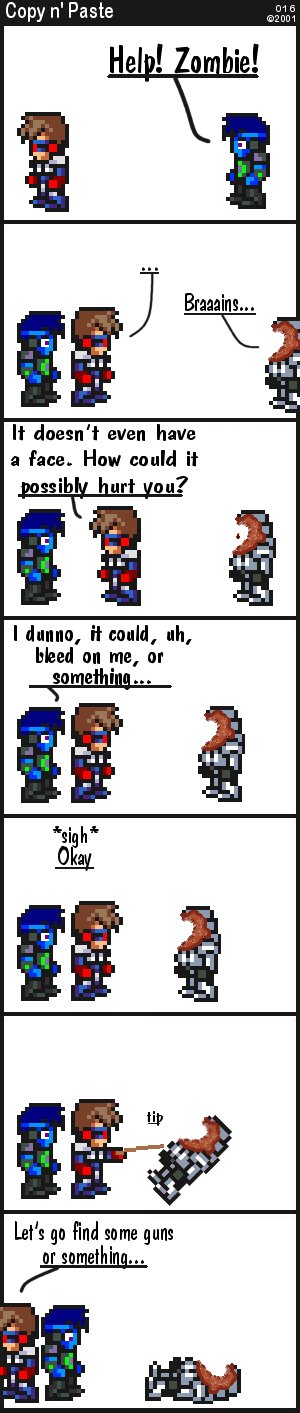 Copy n' Paste
016
©2001
Help! Zombie!
...
Braaains...
It doesn't even have
a face. How could it
possibly hurt you?
I dunno, it could, uh,
bleed on me, or
something...
*sigh*
Okay
tip
Let's go find some guns
or something...